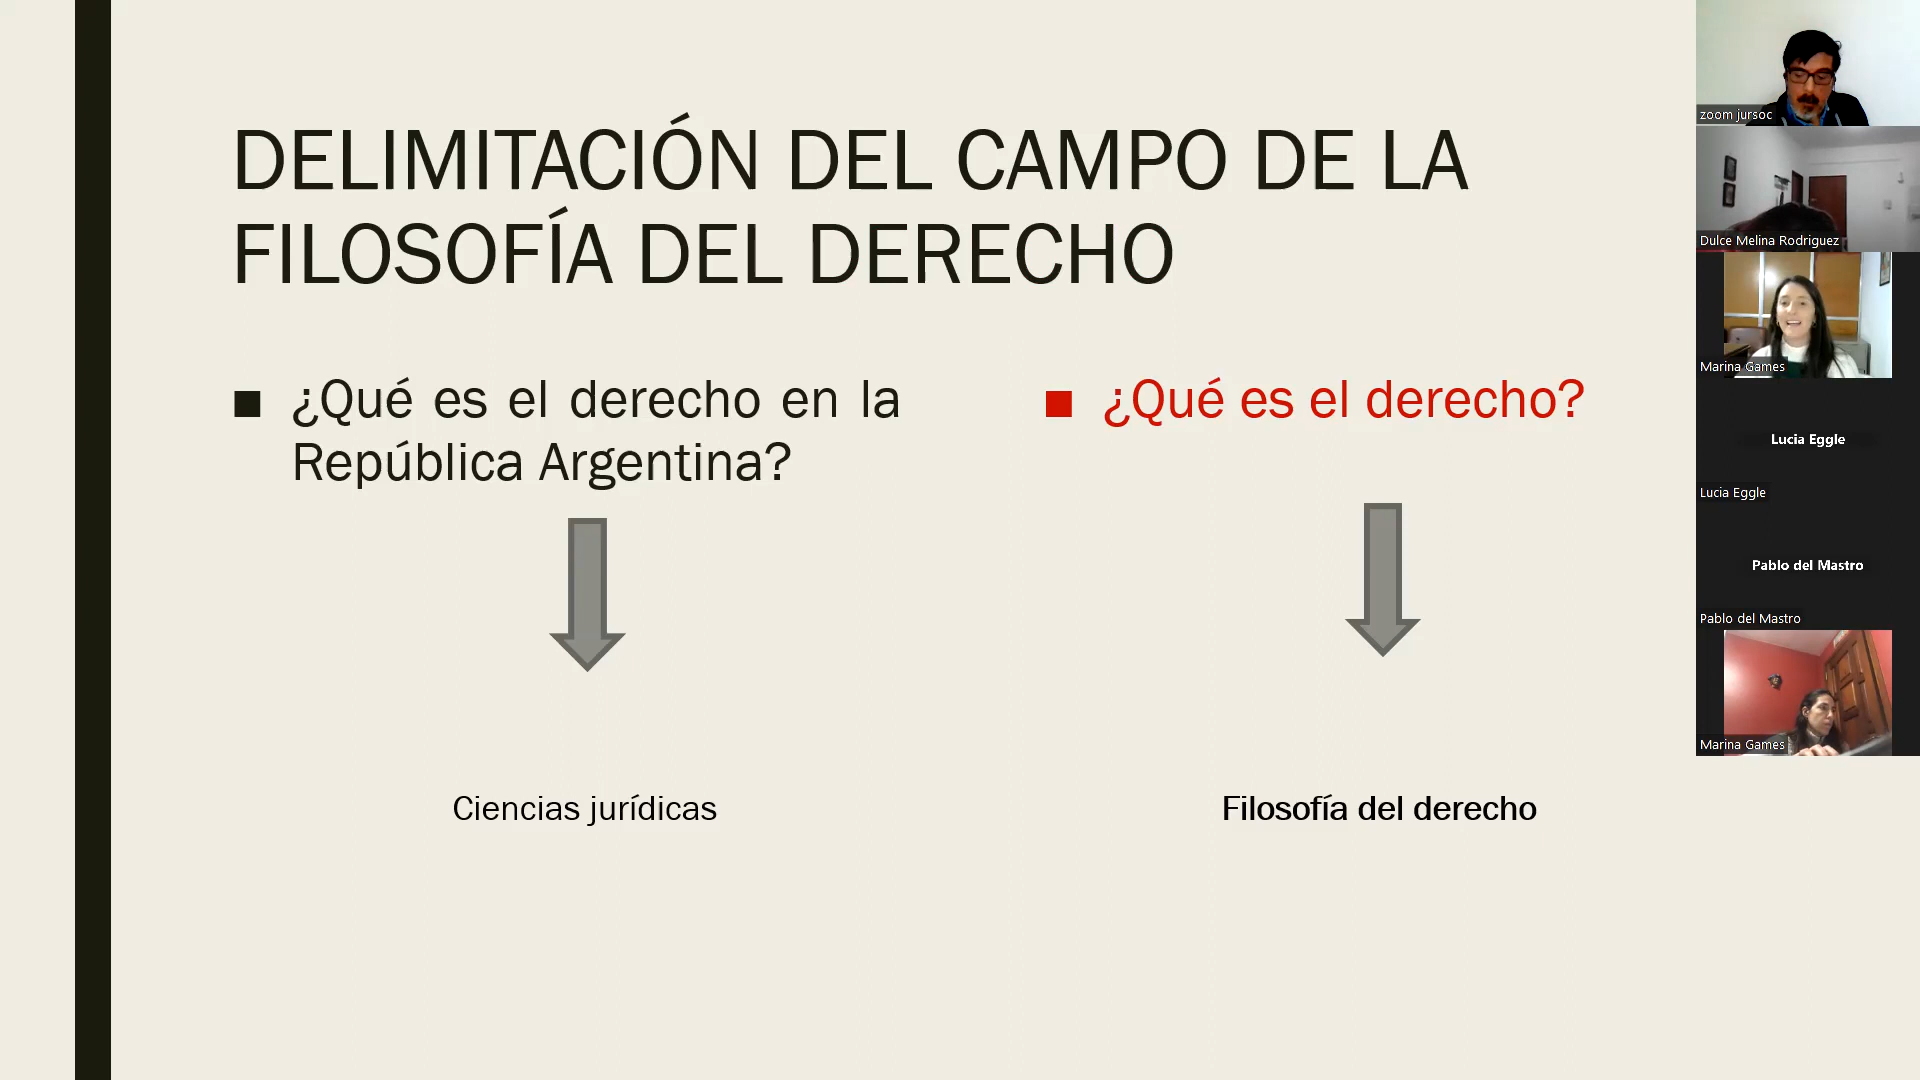 DELIMITACIÓN DEL CAMPO DE LA
FILOSOFÍA DEL DERECHO
¿Qué es el derecho en la
República Argentina?
Ciencias jurídicas
¿Qué es el derecho?
Filosofía del derecho
zoom jursoc
Dulce Melina Rodriguez
Marina Games
Lucia Eggle
Lucia Eggle
Pablo del Mastro
Pablo del Mastro
Marina Games